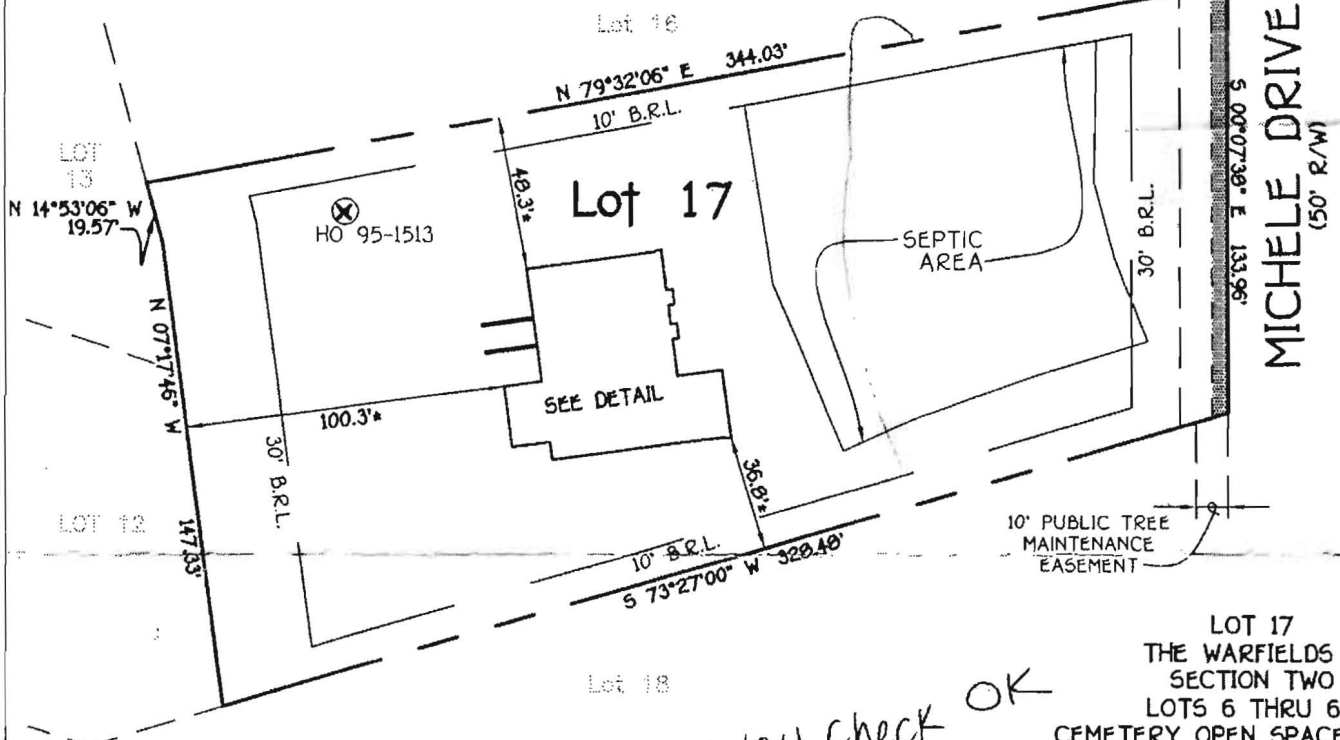 Lot 16
N 79°32'06" E 344.03'
10' B.R.L.
LOT
13
N 14°53'06" W
19.57'
HO 95-1513
48.3'±
Lot 17
SEPTIC
AREA
30' B.R.L.
S 00°07'38" E 133.96'
MICHELE DRIVE
(50' R/W)
N 07°17'46" W
147.33'
100.3'±
SEE DETAIL
30' B.R.L.
36.8'±
LOT 12
10' B.R.L.
S 73°27'00" W 328.48'
10' PUBLIC TREE
MAINTENANCE
EASEMENT
Lot 18
check OK
LOT 17
THE WARFIELDS
SECTION TWO
LOTS 6 THRU 6
CEMETERY OPEN SPACE